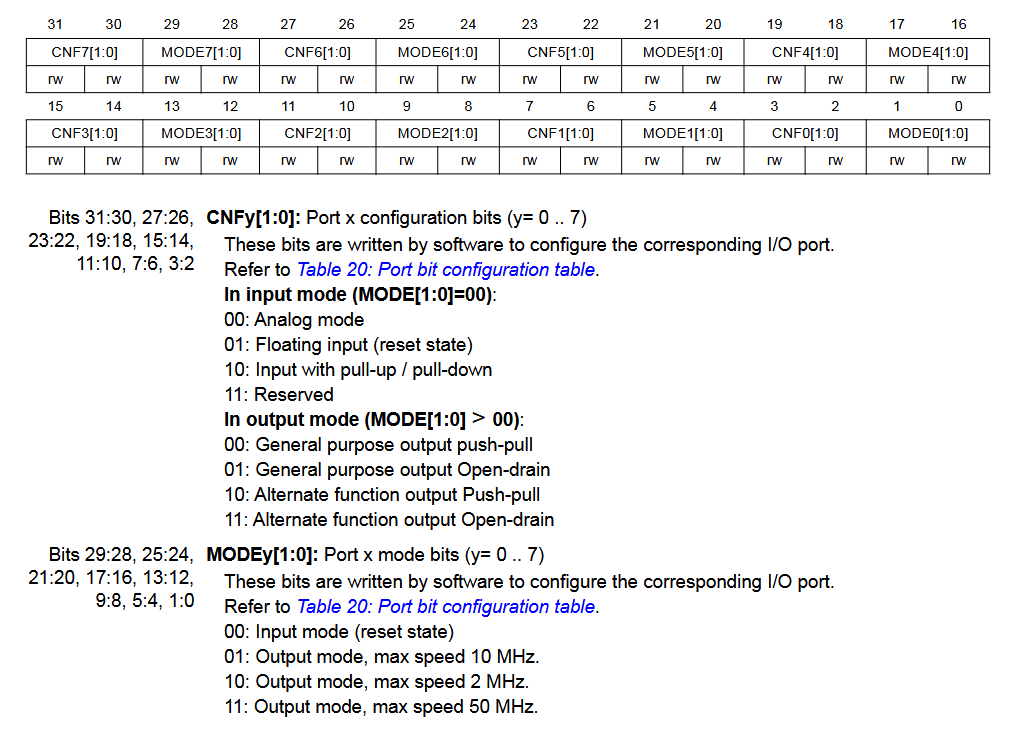 31 30 29 28 27 26 25 24 23 22 21 20 19 18 17 16
CNF7[1:0] MODE7[1:0] CNF6[1:0] MODE6[1:0] CNF5[1:0] MODE5[1:0] CNF4[1:0] MODE4[1:0]
rw rw rw rw rw rw rw rw rw rw rw rw rw rw rw rw
15 14 13 12 11 10 9 8 7 6 5 4 3 2 1 0
CNF3[1:0] MODE3[1:0] CNF2[1:0] MODE2[1:0] CNF1[1:0] MODE1[1:0] CNF0[1:0] MODE0[1:0]
rw rw rw rw rw rw rw rw rw rw rw rw rw rw rw rw
Bits 31:30, 27:26, CNFy[1:0]: Port x configuration bits (y= 0 .. 7)
23:22, 19:18, 15:14, These bits are written by software to configure the corresponding I/O port.
11:10, 7:6, 3:2 Refer to Table 20: Port bit configuration table.
In input mode (MODE[1:0]=00):
00: Analog mode
01: Floating input (reset state)
10: Input with pull-up / pull-down
11: Reserved
In output mode (MODE[1:0] > 00):
00: General purpose output push-pull
01: General purpose output Open-drain
10: Alternate function output Push-pull
11: Alternate function output Open-drain
Bits 29:28, 25:24, MODEy[1:0]: Port x mode bits (y= 0 .. 7)
21:20, 17:16, 13:12, These bits are written by software to configure the corresponding I/O port.
9:8, 5:4, 1:0 Refer to Table 20: Port bit configuration table.
00: Input mode (reset state)
01: Output mode, max speed 10 MHz.
10: Output mode, max speed 2 MHz.
11: Output mode, max speed 50 MHz.